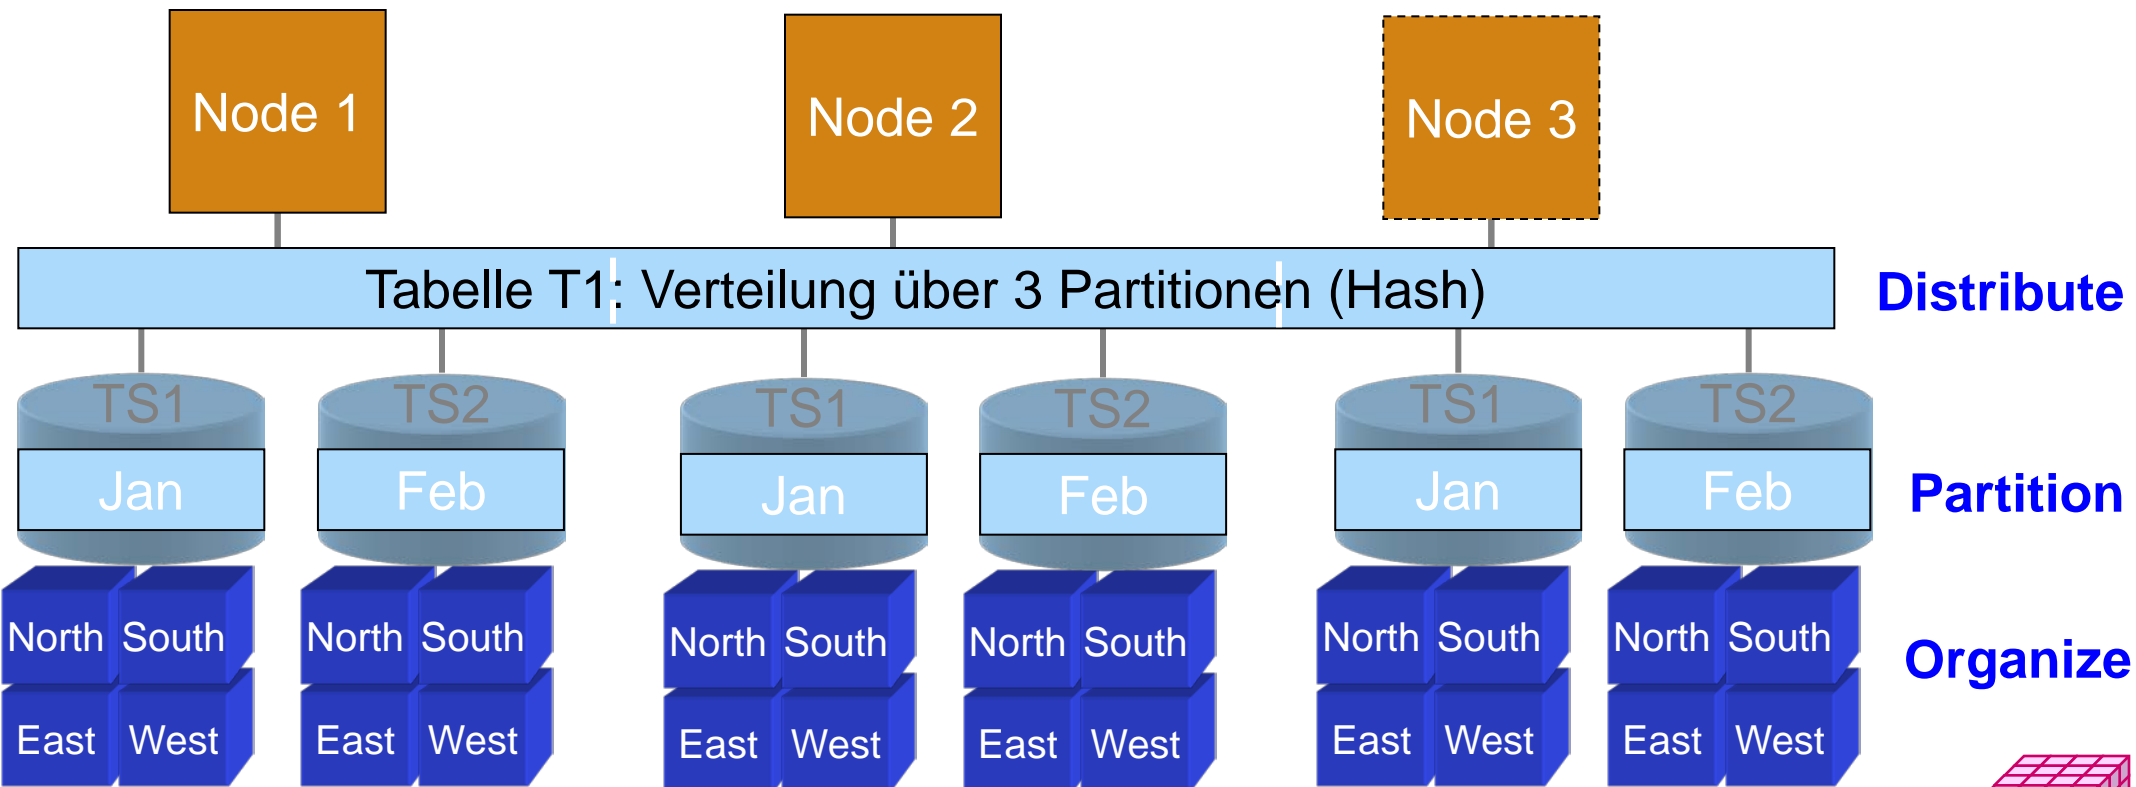 Node 1
Node 2
Node 3
Tabelle T1: Verteilung über 3 Partitionen (Hash)
Distribute
TS1
TS2
TS1
TS2
TS1
TS2
Jan
Feb
Jan
Feb
Jan
Feb
Partition
North South
North South
North South
North South
North South
North South
Organize
East West
East West
East West
East West
East West
East West